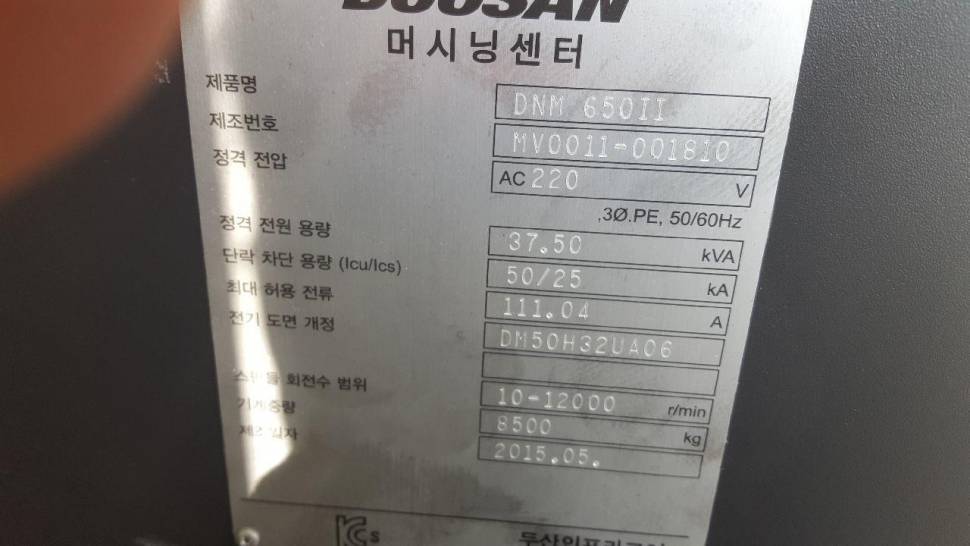 DOOSAN
머시닝센터
제품명 DNM 650II
제조번호 MV0011-001810
정격 전압 AC 220 V
,3Ø.PE, 50/60Hz
정격 전원 용량 37.50 kVA
단락 차단 용량 (Icu/Ics) 50/25 kA
최대 허용 전류 111.04 A
전기 도면 개정 DM50H32UA06
스핀들 회전수 범위 10-12000 r/min
기계중량 8500 kg
제조일자 2015.05.
KCs